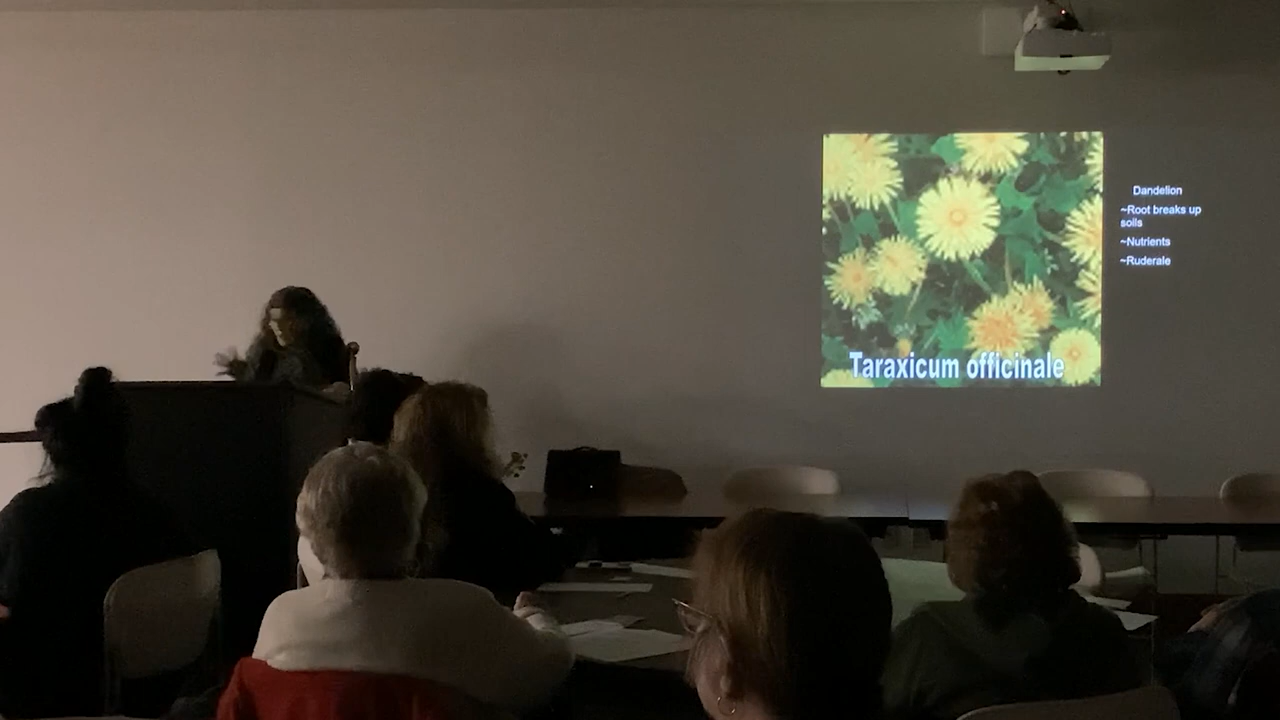 Dandelion
~Root breaks up
soils
~Nutrients
~Ruderale
Taraxicum officinale